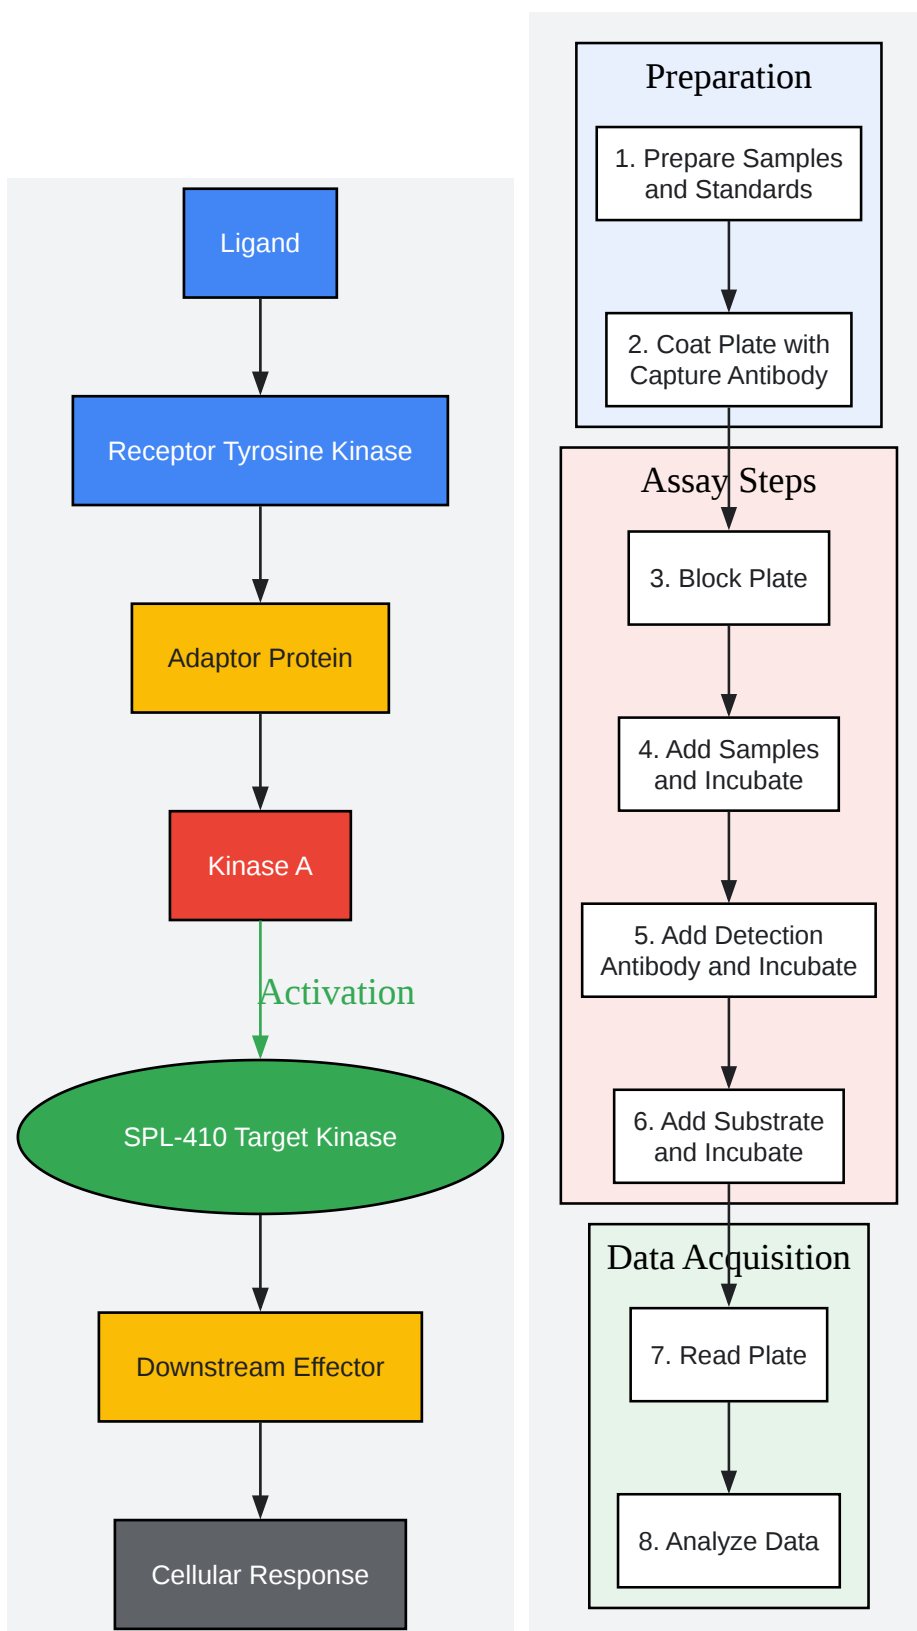 Ligand
Receptor Tyrosine Kinase
Adaptor Protein
Kinase A
Activation
SPL-410 Target Kinase
Downstream Effector
Cellular Response
Preparation
1. Prepare Samples
and Standards
2. Coat Plate with
Capture Antibody
Assay Steps
3. Block Plate
4. Add Samples
and Incubate
5. Add Detection
Antibody and Incubate
6. Add Substrate
and Incubate
Data Acquisition
7. Read Plate
8. Analyze Data